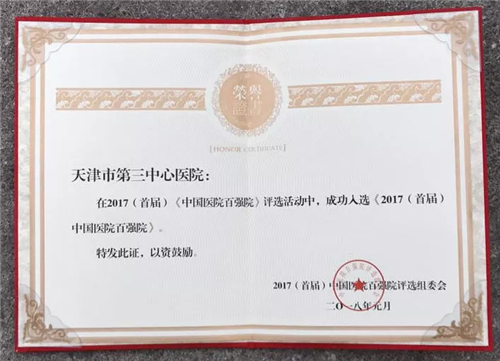 荣誉
[HONOR CERTIFICATE]
天津市第三中心医院：
在2017（首届）《中国医院百强院》评选活动中，成功入选《2017（首届）
中国医院百强院》。
特发此证，以资鼓励。
2017（首届）中国医院百强院评选组委会
二〇一八年元月